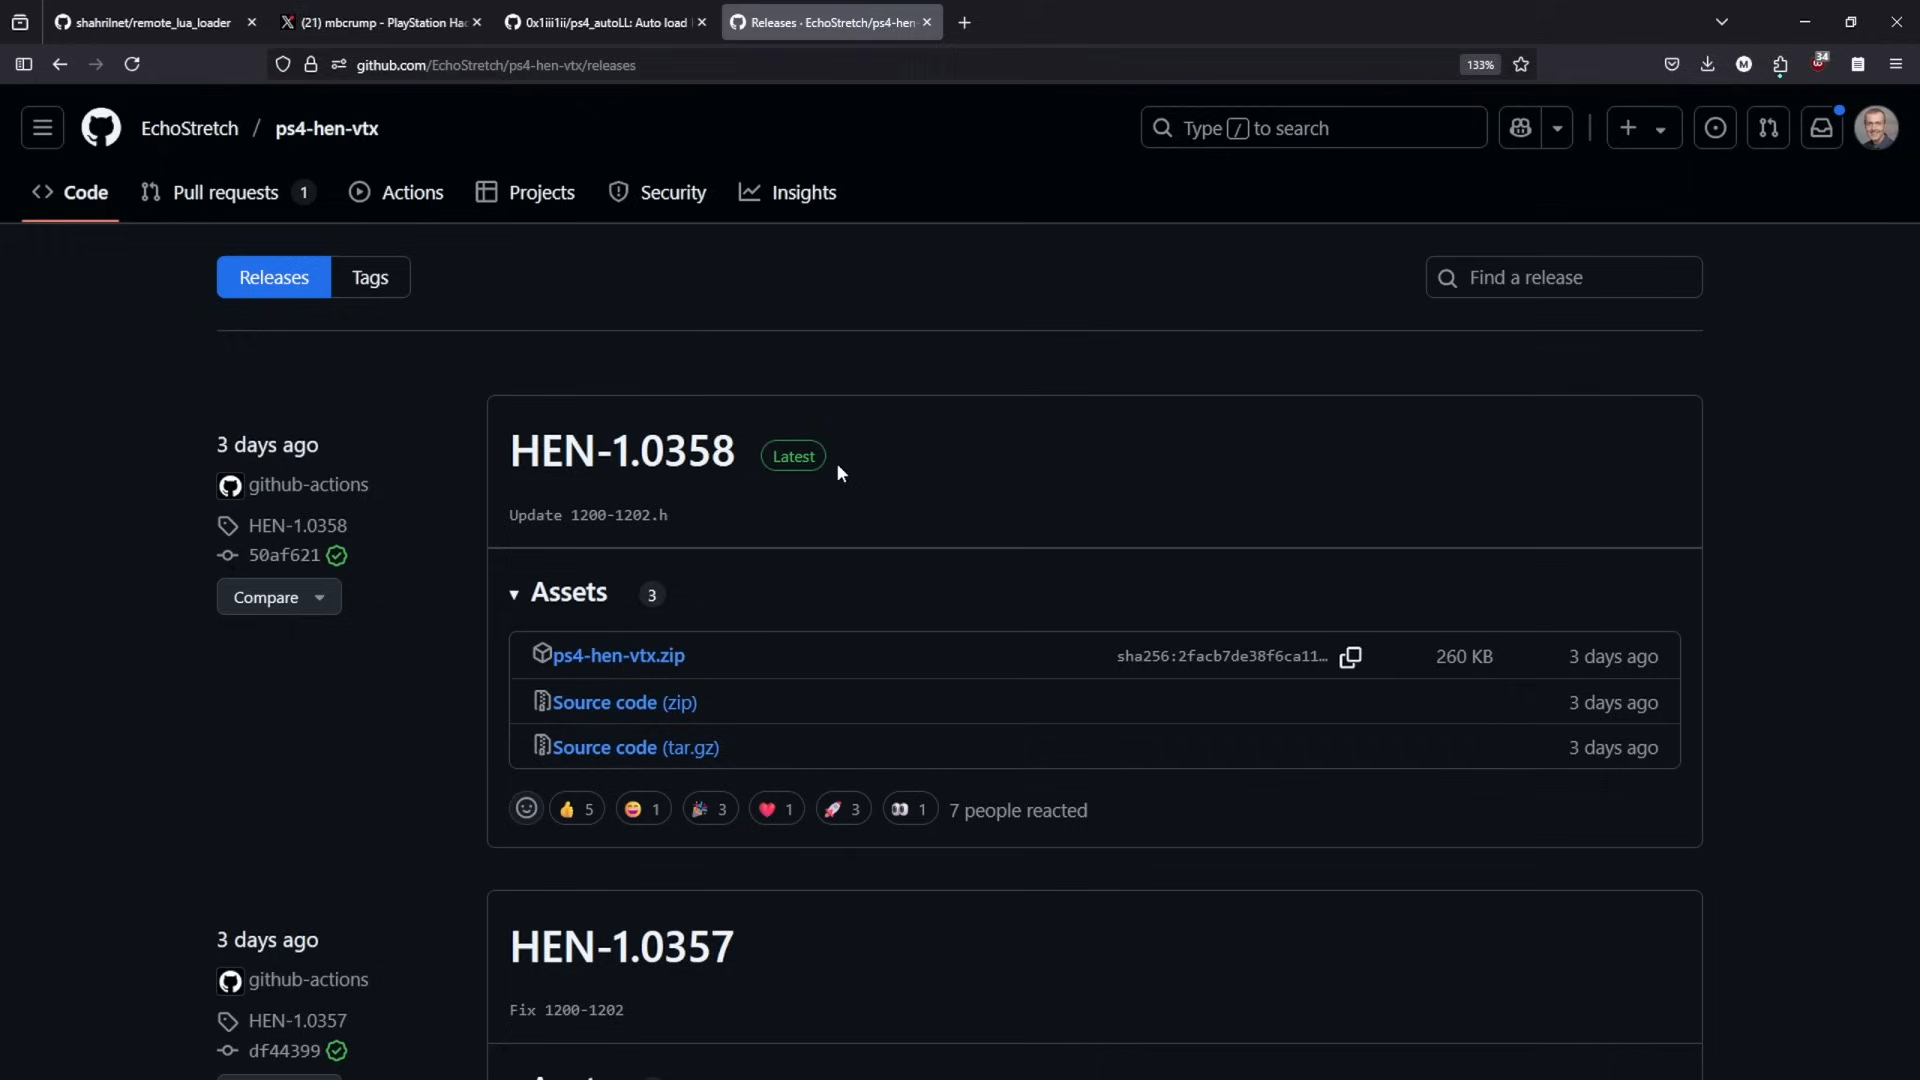 shahrilnet/remote_lua_loader
(21) mbcrump - PlayStation Hac
0x1iii1ii/ps4_autoLL: Auto load
Releases · EchoStretch/ps4-hen
github.com/EchoStretch/ps4-hen-vtx/releases
133%
34
EchoStretch / ps4-hen-vtx
Type / to search
Code
Pull requests 1
Actions
Projects
Security
Insights
Releases
Tags
Find a release
3 days ago
github-actions
HEN-1.0358
50af621
Compare
HEN-1.0358 Latest
Update 1200-1202.h
Assets 3
ps4-hen-vtx.zip sha256:2facb7de38f6ca11... 260 KB 3 days ago
Source code (zip) 3 days ago
Source code (tar.gz) 3 days ago
👍 5 😄 1 🎉 3 ❤️ 1 🚀 3 👀 1 7 people reacted
3 days ago
github-actions
HEN-1.0357
df44399
HEN-1.0357
Fix 1200-1202